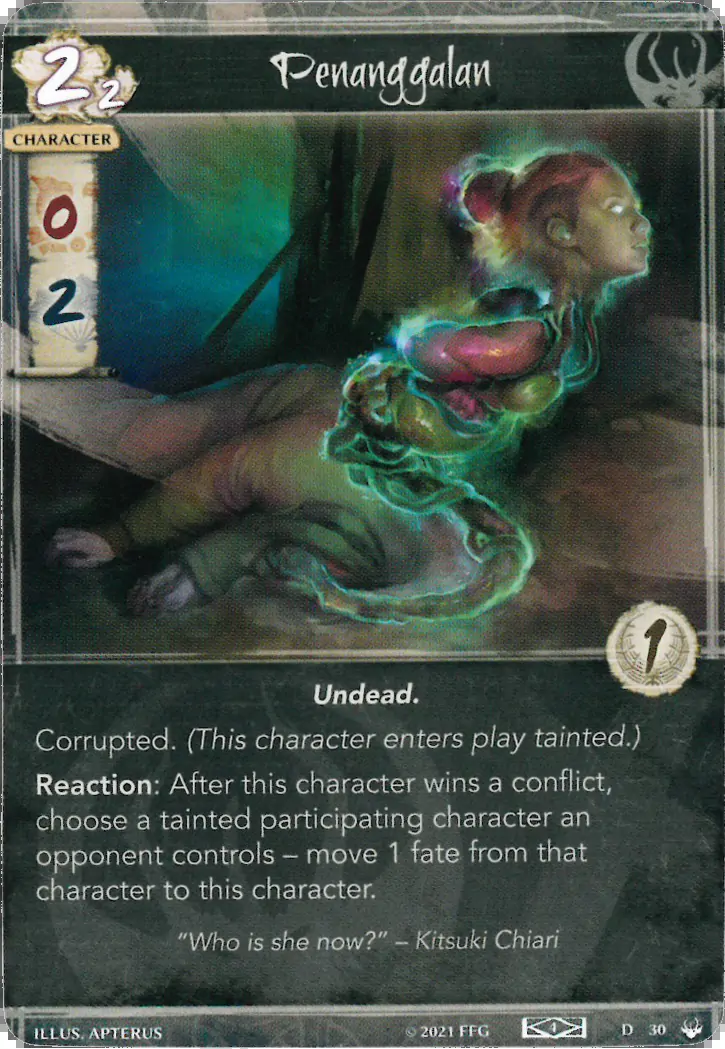 2 2
Penanggalan
CHARACTER
0
2
1
Undead.
Corrupted. (This character enters play tainted.)
Reaction: After this character wins a conflict,
choose a tainted participating character an
opponent controls – move 1 fate from that
character to this character.
“Who is she now?” – Kitsuki Chiari
ILLUS. APTERUS
© 2021 FFG
4
D 30